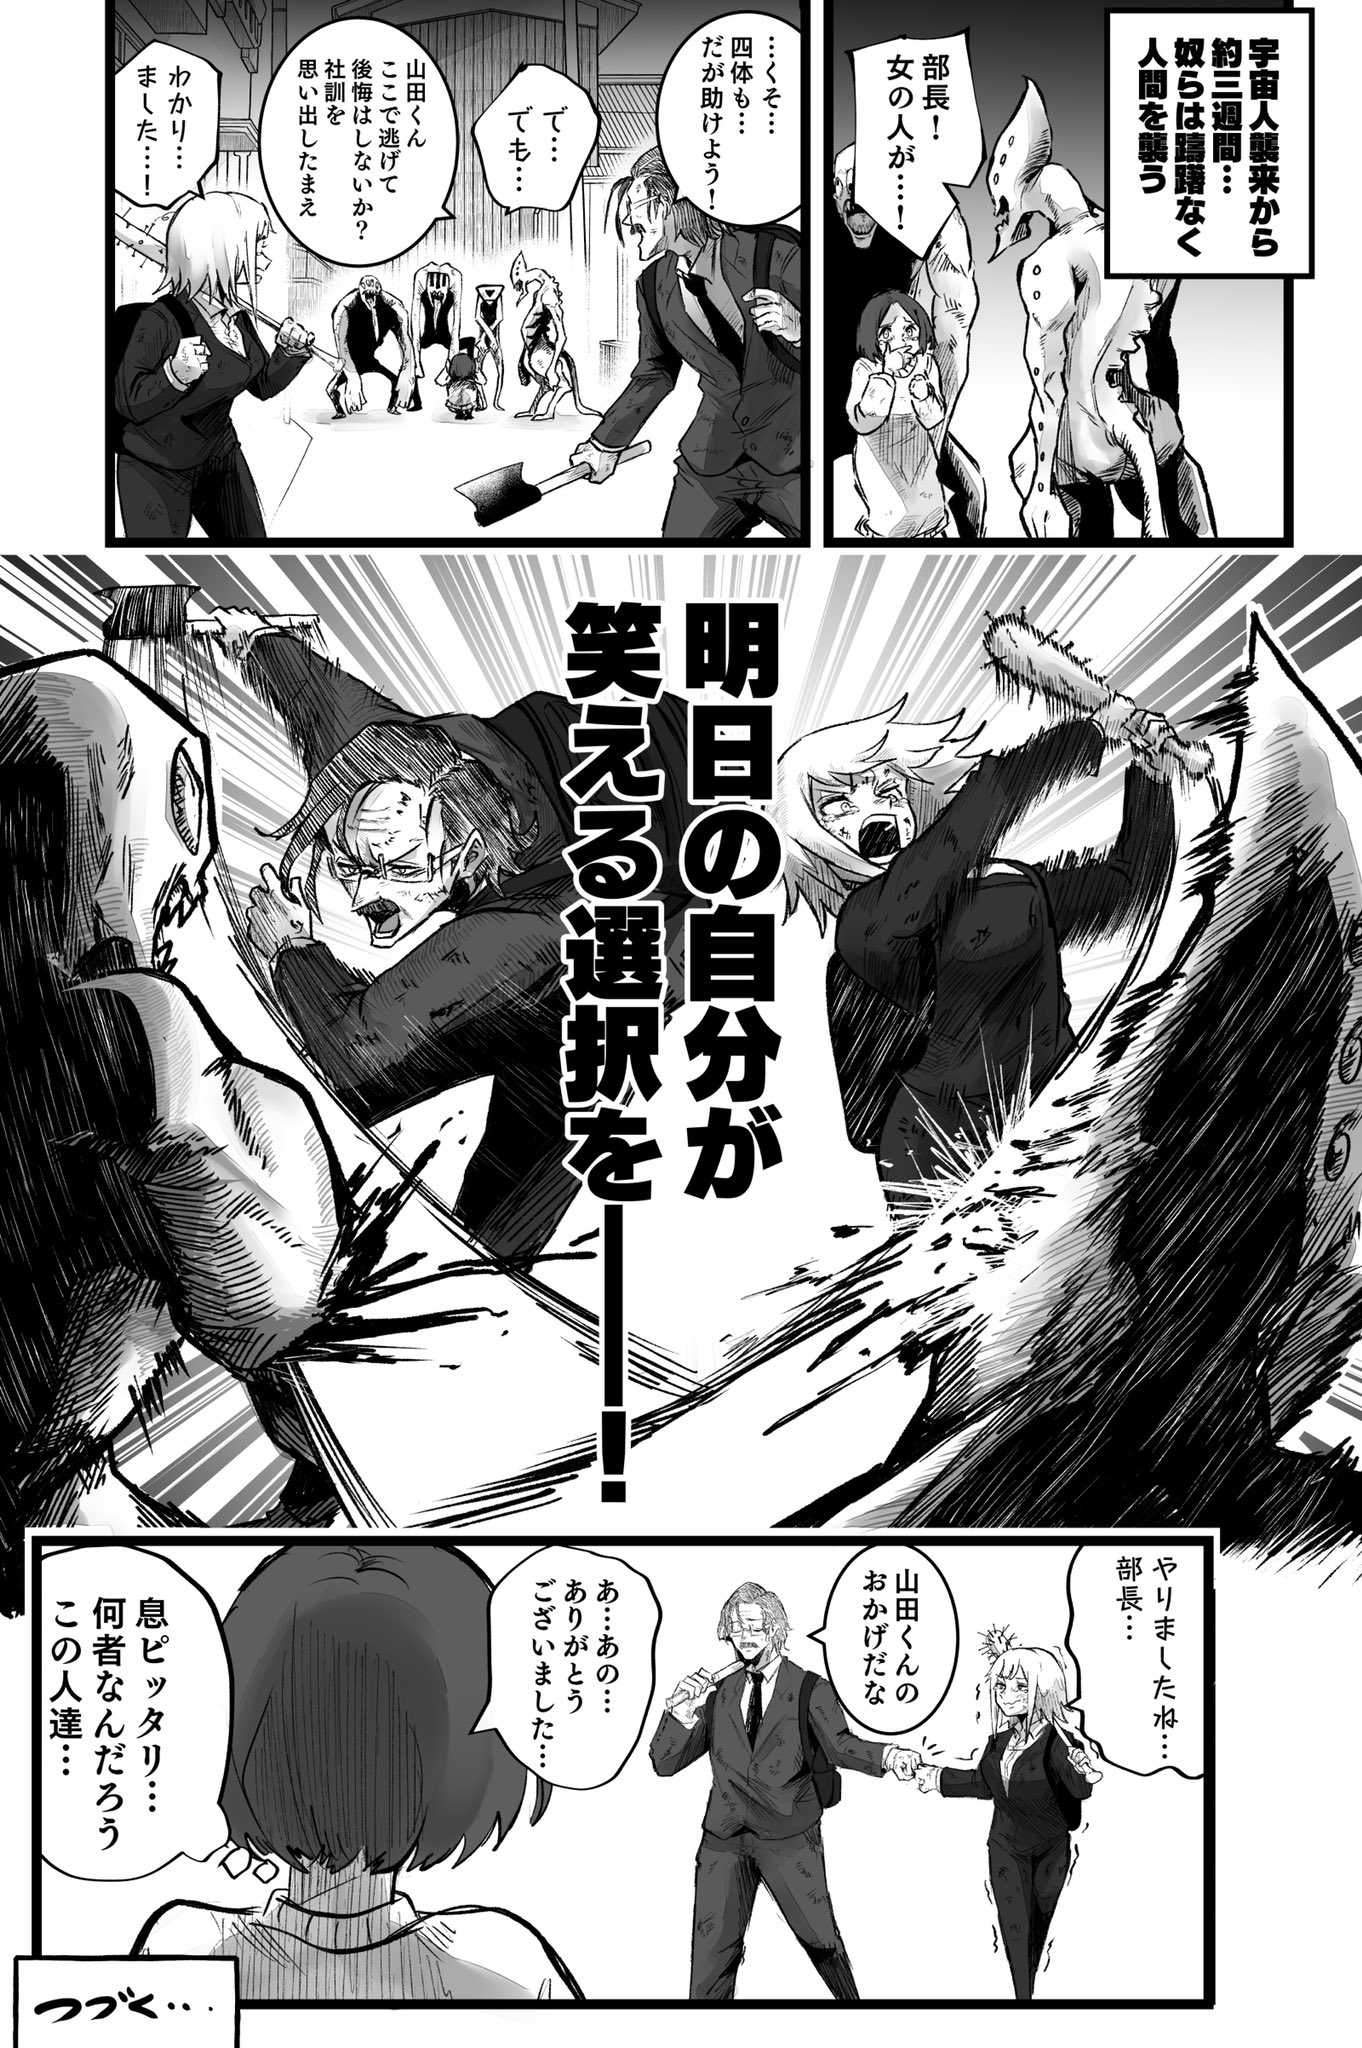 宇宙人襲来から
約三週間…
奴らは躊躇なく
人間を襲う
部長！
女の人が…！
…くそ…
四体も…
だが助けよう！
で…
でも…
山田くん
ここで逃げて
後悔はしないか？
社訓を
思い出したまえ
わかり…
ました…！
明日の自分が
笑える選択を――！
やりましたね…
部長…
山田くんの
おかげだな
あ…あの…
ありがとう
ございました…
息ピッタリ…
何者なんだろう
この人達…
つづく…